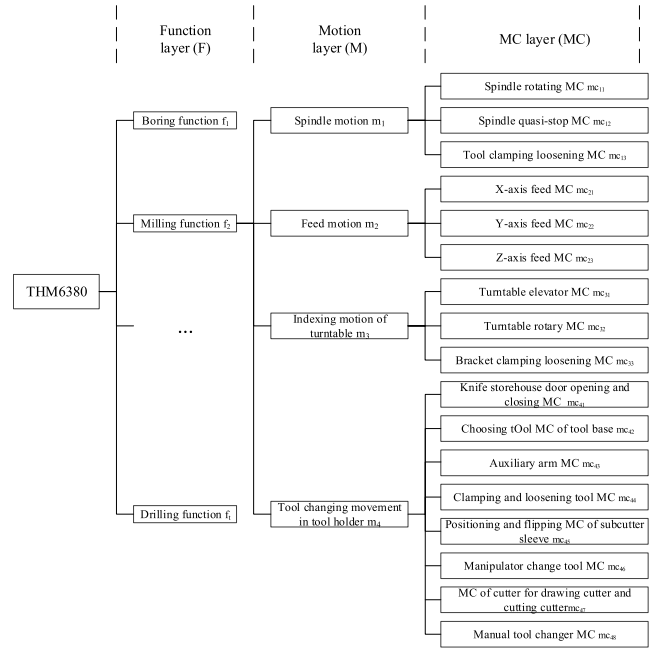 Function
layer (F)
Motion
layer (M)
MC layer (MC)
THM6380
Boring function f₁
Milling function f₂
...
Drilling function fₜ
Spindle motion m₁
Feed motion m₂
Indexing motion of
turntable m₃
Tool changing movement
in tool holder m₄
Spindle rotating MC mc₁₁
Spindle quasi-stop MC mc₁₂
Tool clamping loosening MC mc₁₃
X-axis feed MC mc₂₁
Y-axis feed MC mc₂₂
Z-axis feed MC mc₂₃
Turntable elevator MC mc₃₁
Turntable rotary MC mc₃₂
Bracket clamping loosening MC mc₃₃
Knife storehouse door opening and
closing MC mc₄₁
Choosing tOol MC of tool base mc₄₂
Auxiliary arm MC mc₄₃
Clamping and loosening tool MC mc₄₄
Positioning and flipping MC of subcutter
sleeve mc₄₅
Manipulator change tool MC mc₄₆
MC of cutter for drawing cutter and
cutting cuttermc₄₇
Manual tool changer MC mc₄₈